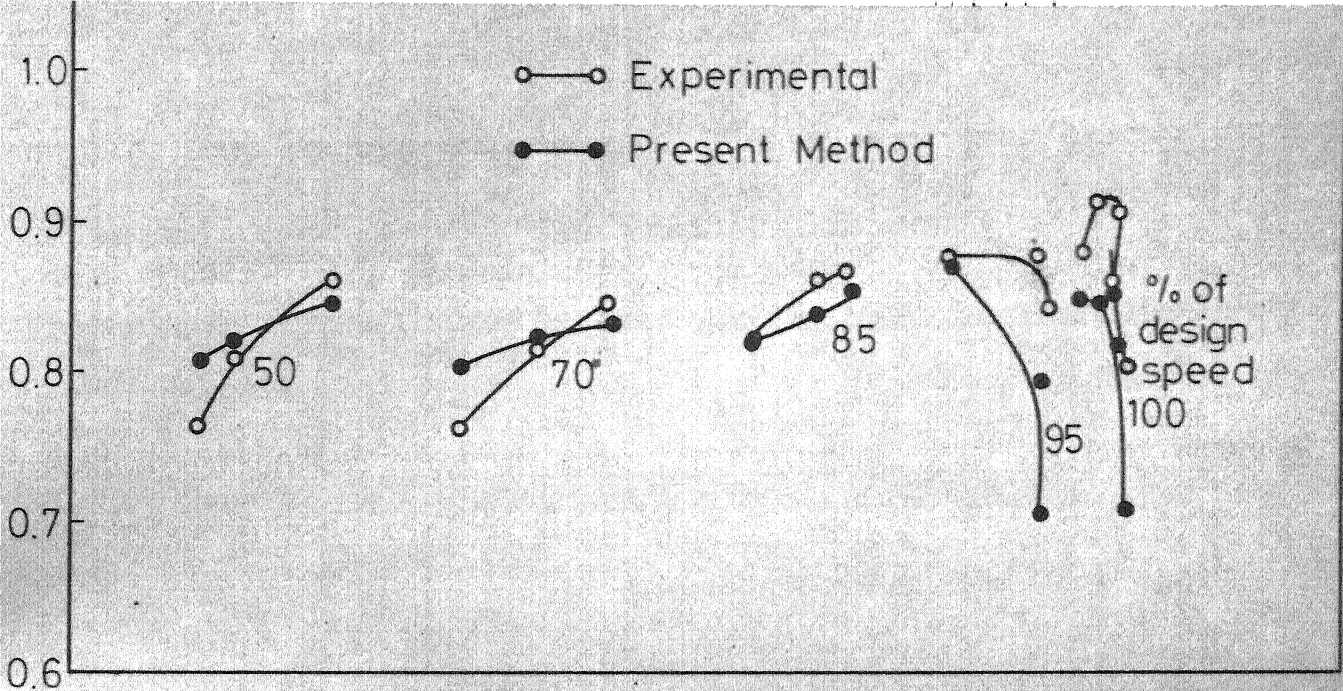 1.0
Experimental
Present Method
0.9
% of
design
speed
0.8
50
70
85
100
95
0.7
0.6